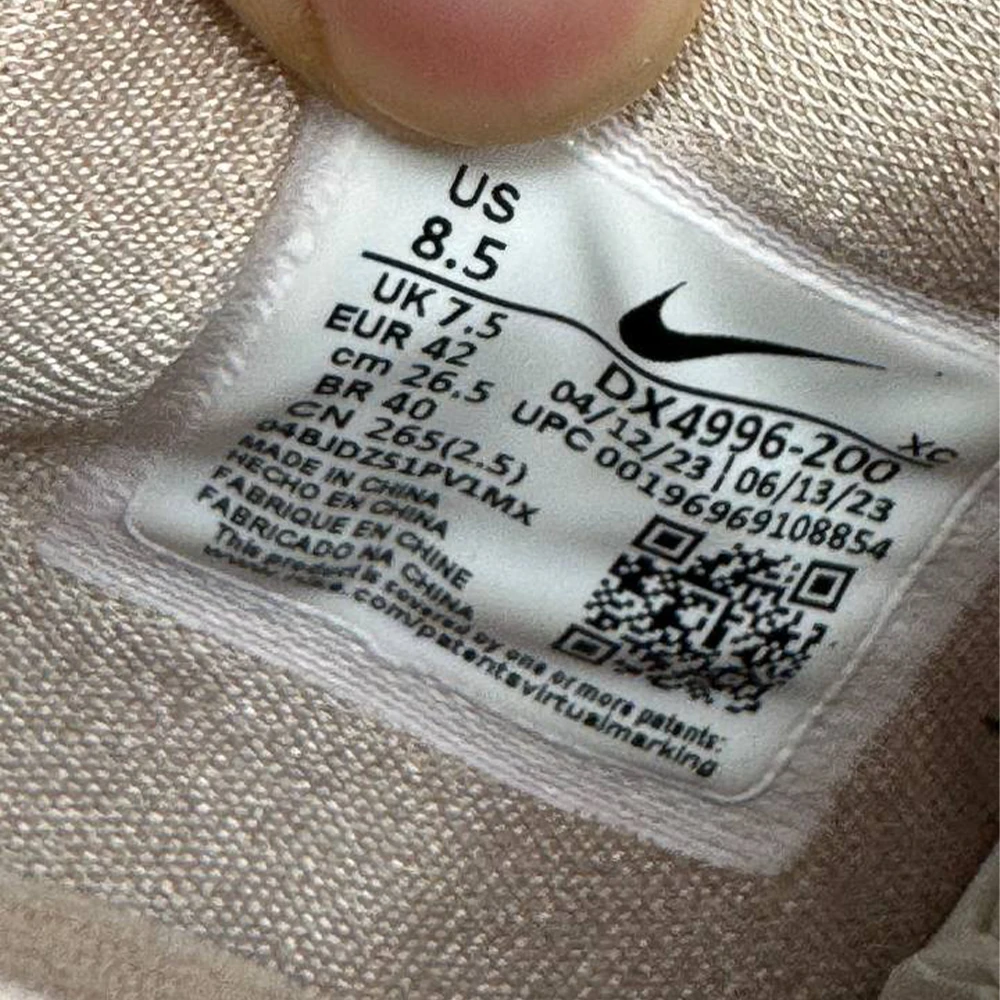 US
8.5
UK 7.5
EUR 42
cm 26.5
BR 40
CN 265(2.5)
04BJDZS1PV1MX
MADE IN CHINA
HECHO EN CHINA
FABRIQUE EN CHINE
FABRICADO NA CHINA
This product is covered by one or more patents:
www.nike.com/patentsvirtualmarking
XC
DX4996-200
04/12/23 | 06/13/23
UPC 00196969108854